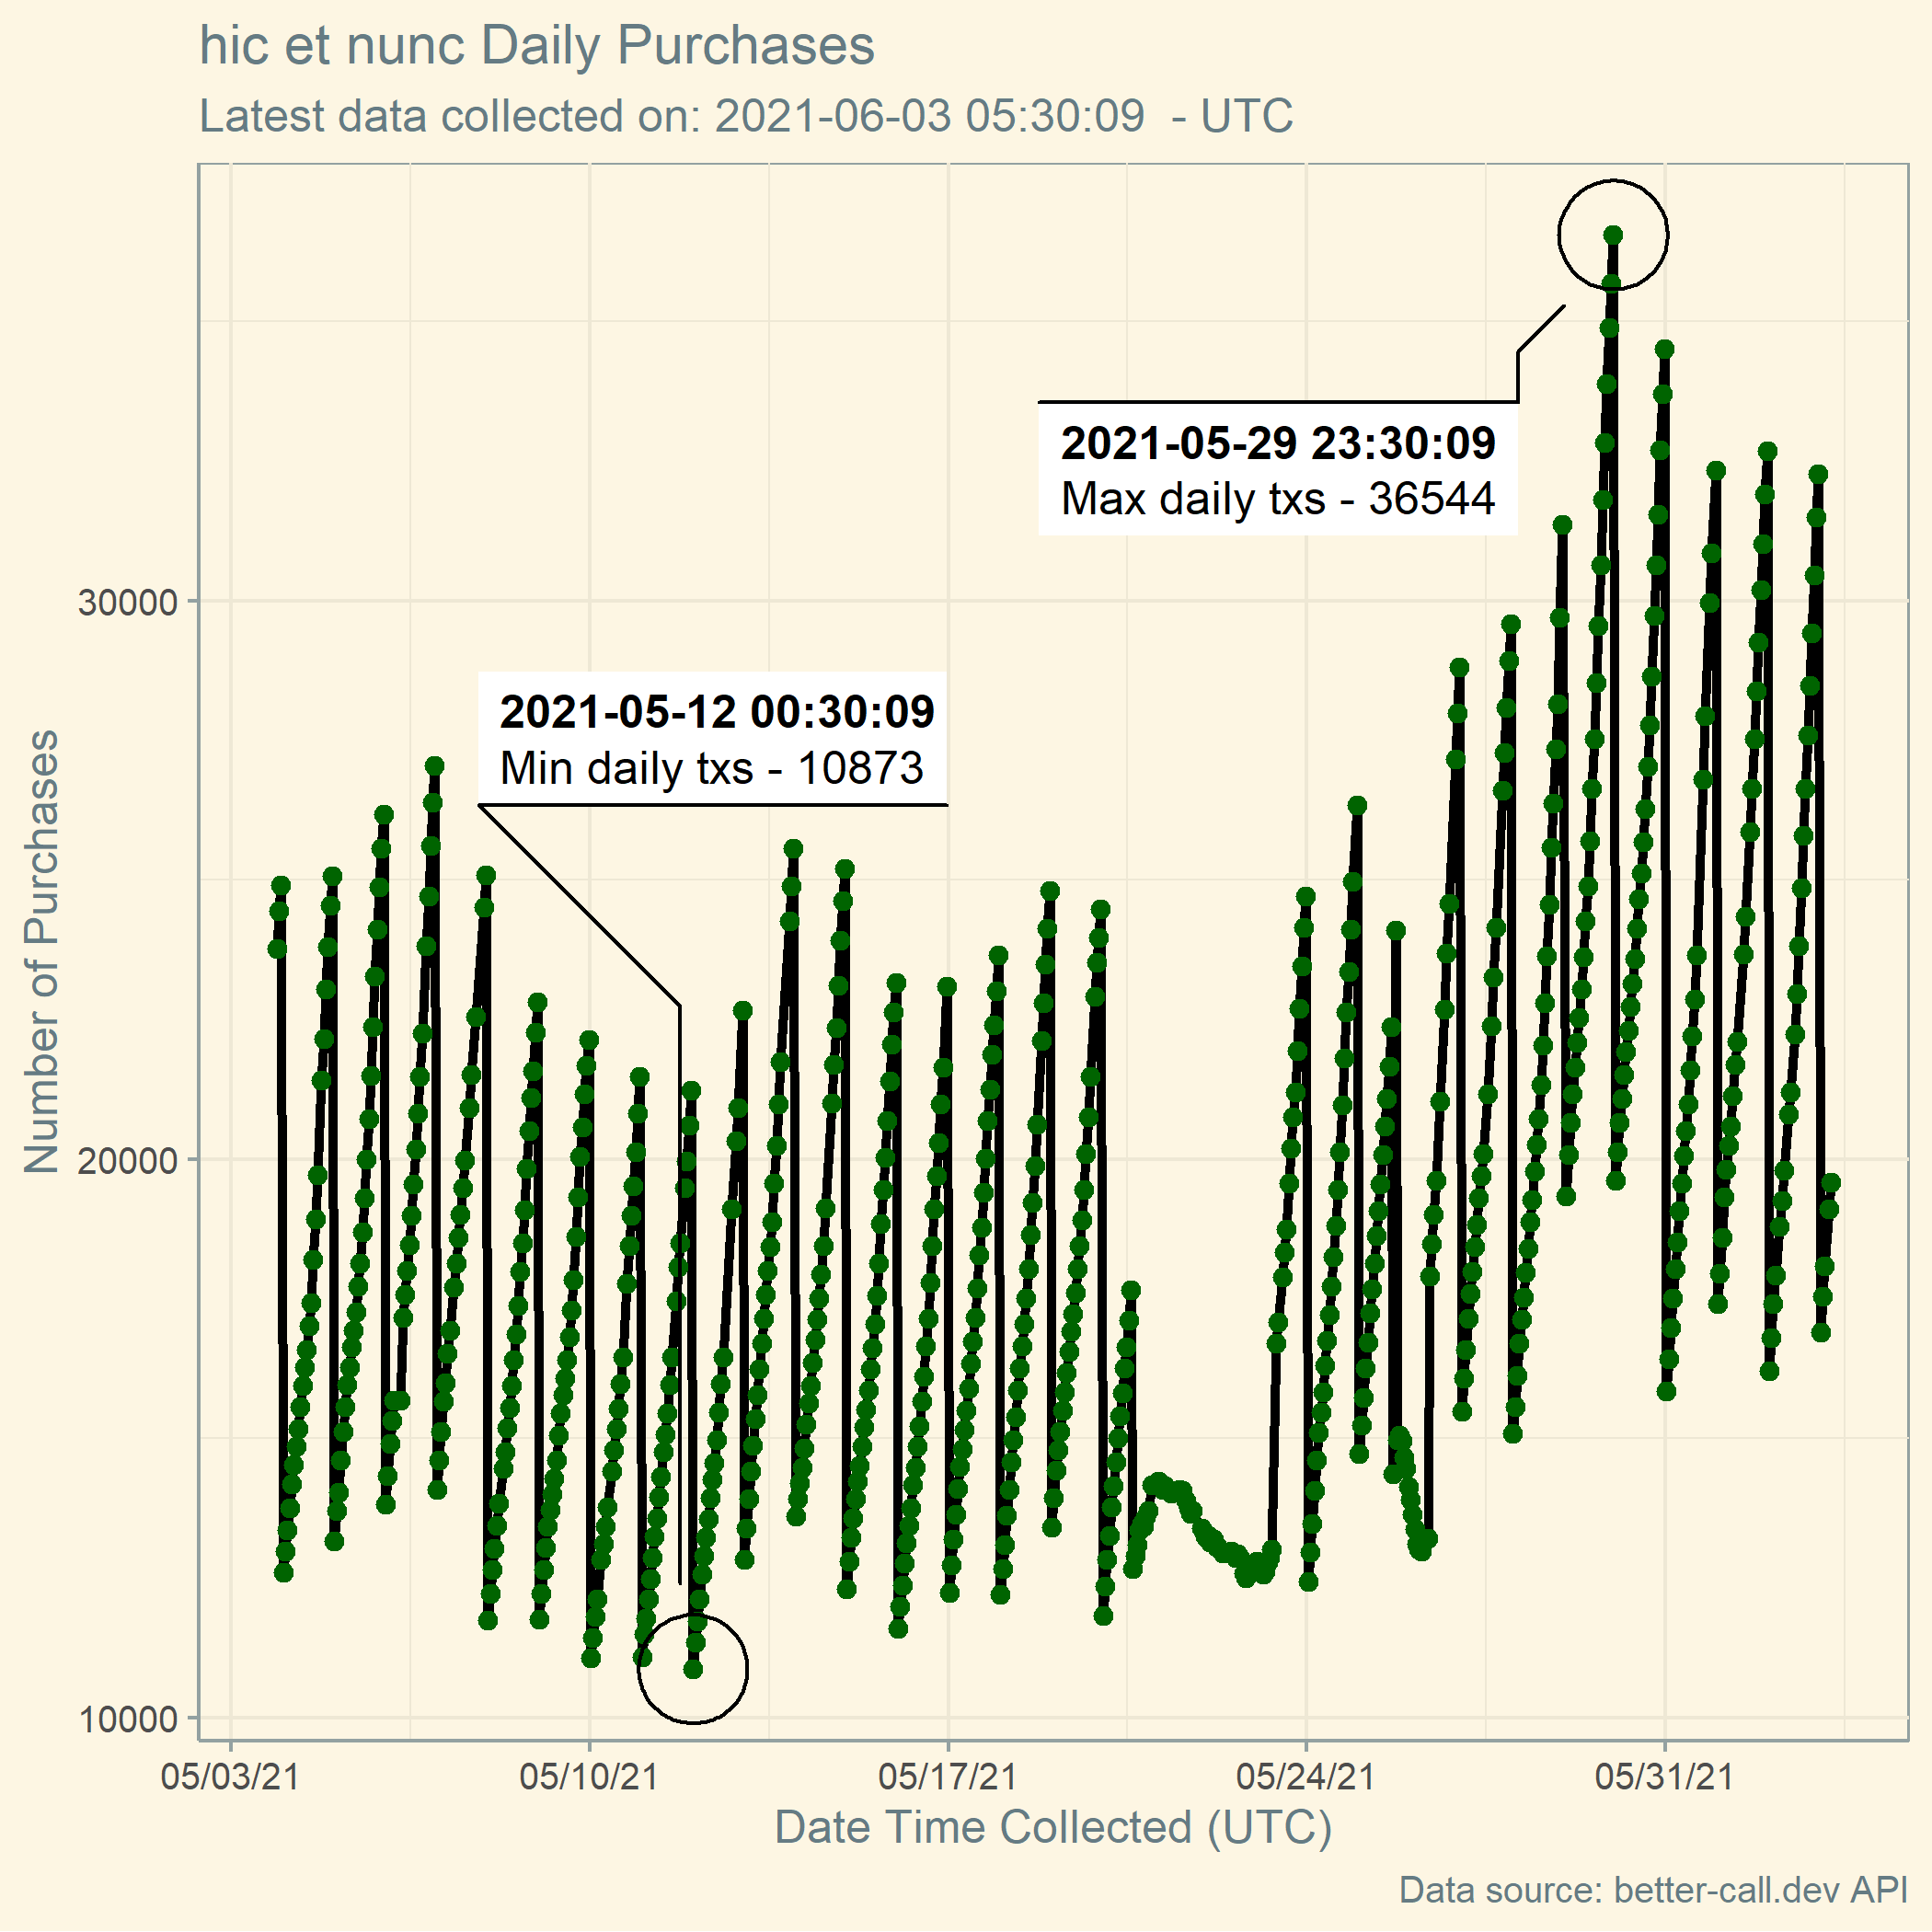 hic et nunc Daily Purchases
Latest data collected on: 2021-06-03 05:30:09  - UTC
2021-05-29 23:30:09
Max daily txs - 36544
2021-05-12 00:30:09
Min daily txs - 10873
Number of Purchases
30000
20000
10000
05/03/21
05/10/21
05/17/21
05/24/21
05/31/21
Date Time Collected (UTC)
Data source: better-call.dev API